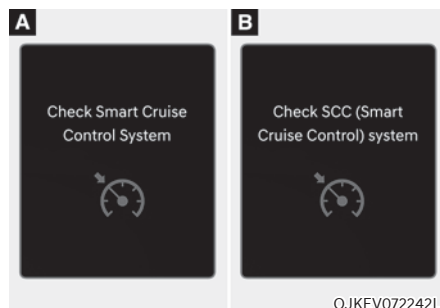 A
B
Check Smart Cruise
Control System
Check SCC (Smart
Cruise Control) system
OJKEV072242L